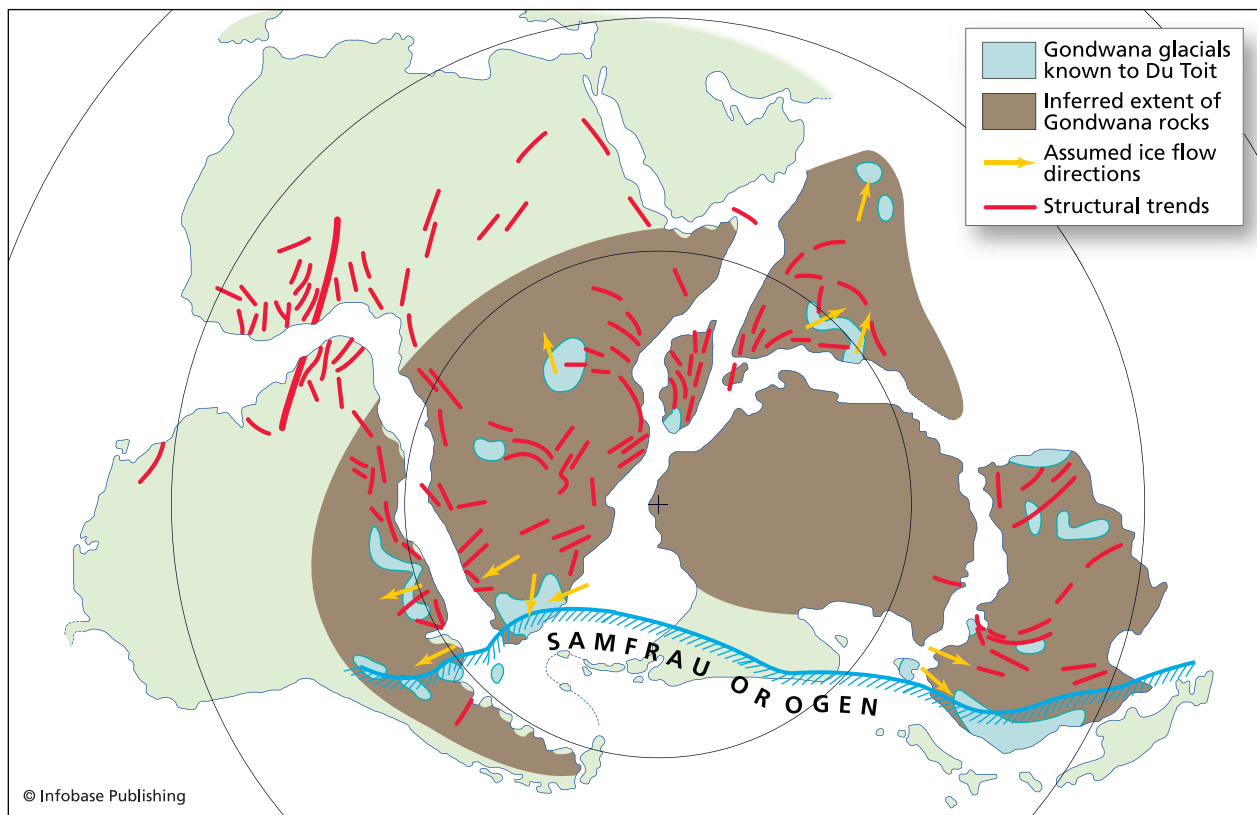 Gondwana glacials
known to Du Toit
Inferred extent of
Gondwana rocks
Assumed ice flow
directions
Structural trends
SAMFRAU OROGEN
© Infobase Publishing